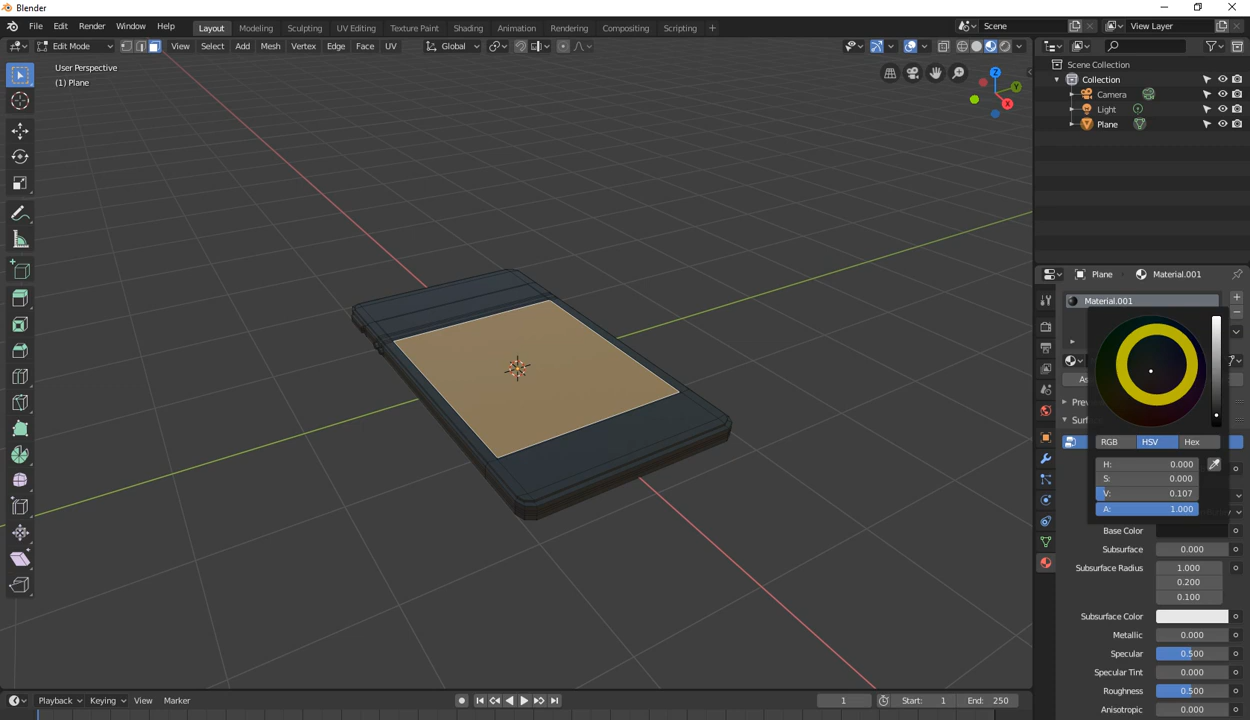 Blender
File Edit Render Window Help Layout Modeling Sculpting UV Editing Texture Paint Shading Animation Rendering Compositing Scripting + Scene View Layer
Edit Mode View Select Add Mesh Vertex Edge Face UV Global
User Perspective
(1) Plane
Z
Y
X
Scene Collection
Collection
Camera
Light
Plane
Plane Material.001
Material.001
RGB HSV Hex
H: 0.000
S: 0.000
V: 0.107
A: 1.000
Base Color
Subsurface 0.000
Subsurface Radius 1.000
0.200
0.100
Subsurface Color
Metallic 0.000
Specular 0.500
Specular Tint 0.000
Roughness 0.500
Anisotropic 0.000
Playback Keying View Marker 1 Start: 1 End: 250